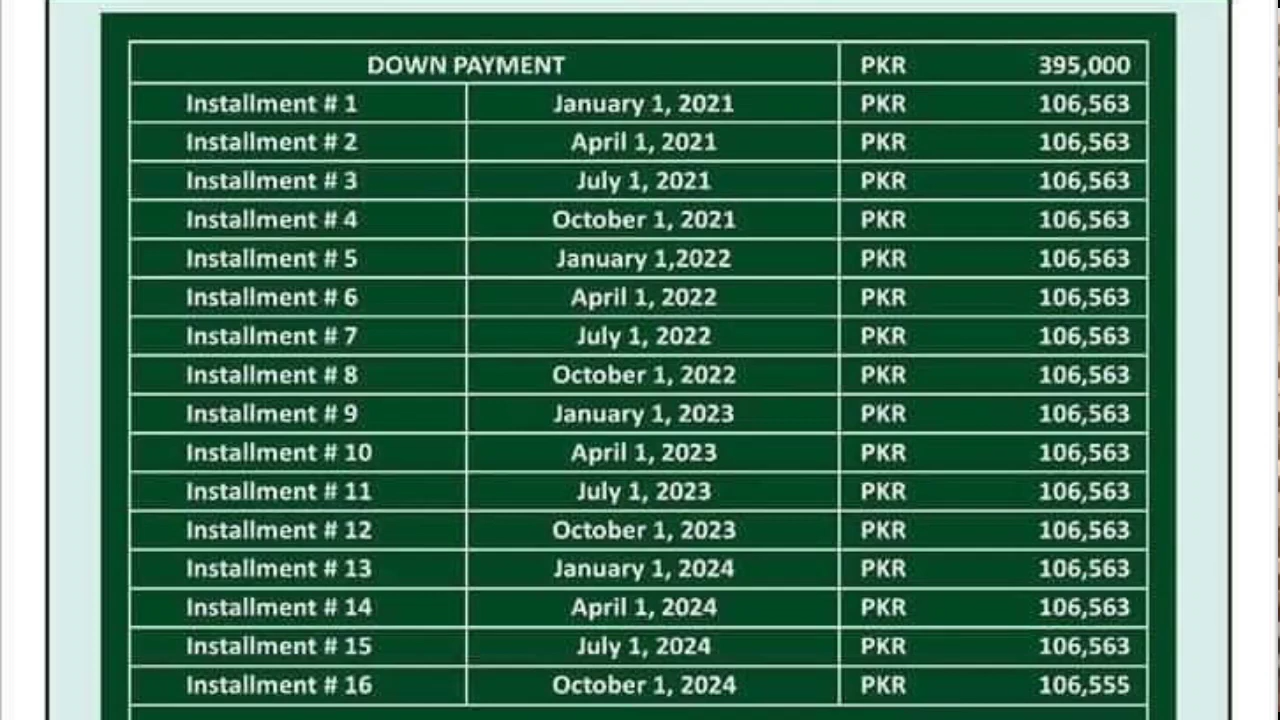 DOWN PAYMENT PKR 395,000
Installment # 1 January 1, 2021 PKR 106,563
Installment # 2 April 1, 2021 PKR 106,563
Installment # 3 July 1, 2021 PKR 106,563
Installment # 4 October 1, 2021 PKR 106,563
Installment # 5 January 1,2022 PKR 106,563
Installment # 6 April 1, 2022 PKR 106,563
Installment # 7 July 1, 2022 PKR 106,563
Installment # 8 October 1, 2022 PKR 106,563
Installment # 9 January 1, 2023 PKR 106,563
Installment # 10 April 1, 2023 PKR 106,563
Installment # 11 July 1, 2023 PKR 106,563
Installment # 12 October 1, 2023 PKR 106,563
Installment # 13 January 1, 2024 PKR 106,563
Installment # 14 April 1, 2024 PKR 106,563
Installment # 15 July 1, 2024 PKR 106,563
Installment # 16 October 1, 2024 PKR 106,555